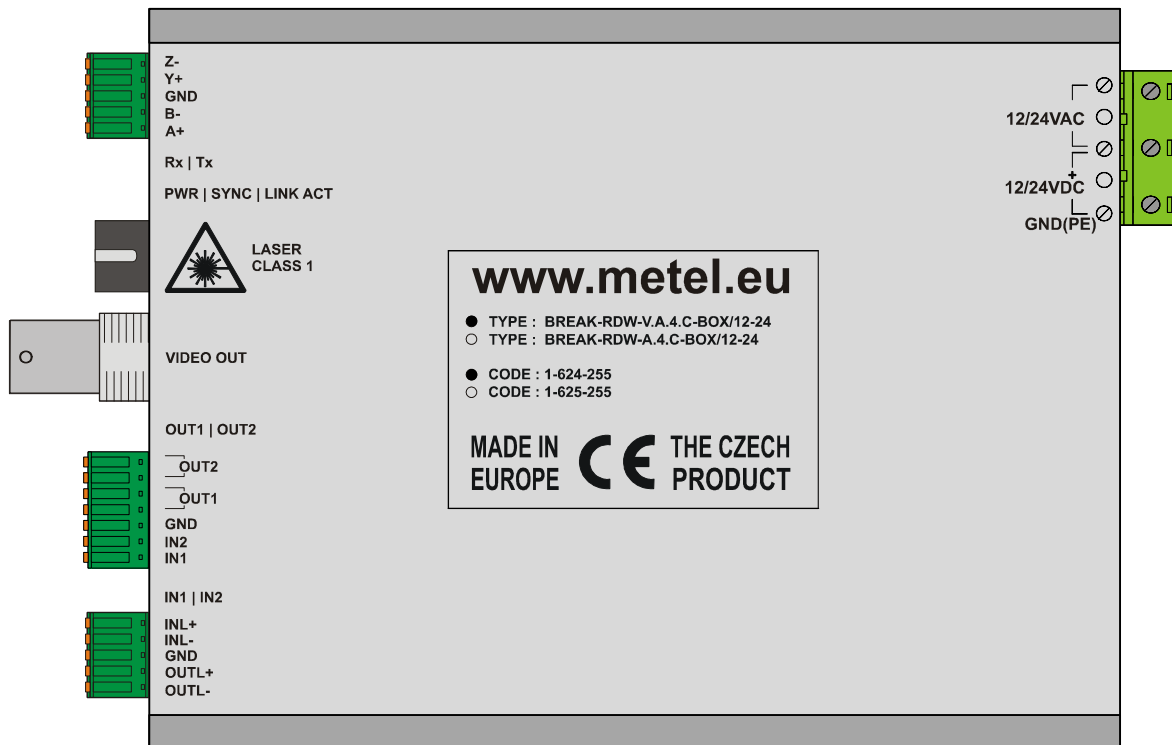 Z-
Y+
GND
B-
A+
Rx | Tx
PWR | SYNC | LINK ACT
LASER
CLASS 1
VIDEO OUT
OUT1 | OUT2
OUT2
OUT1
GND
IN2
IN1
IN1 | IN2
INL+
INL-
GND
OUTL+
OUTL-
www.metel.eu
TYPE : BREAK-RDW-V.A.4.C-BOX/12-24
TYPE : BREAK-RDW-A.4.C-BOX/12-24
CODE : 1-624-255
CODE : 1-625-255
MADE IN
EUROPE
CE
THE CZECH
PRODUCT
12/24VAC
+
12/24VDC
GND(PE)